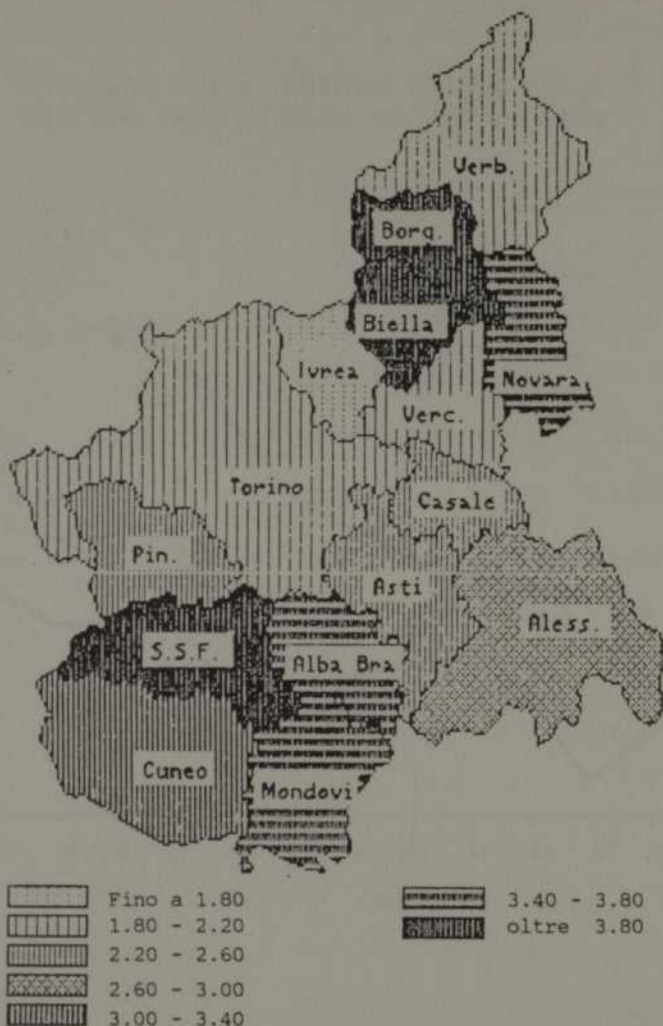 Verb.
Borg.
Biella
Ivrea
Novara
Verc.
Torino
Casale
Pin.
Asti
Aless.
S.S.F.
Alba Bra
Cuneo
Mondovi
Fino a 1.80
1.80 - 2.20
2.20 - 2.60
2.60 - 3.00
3.00 - 3.40
3.40 - 3.80
oltre 3.80